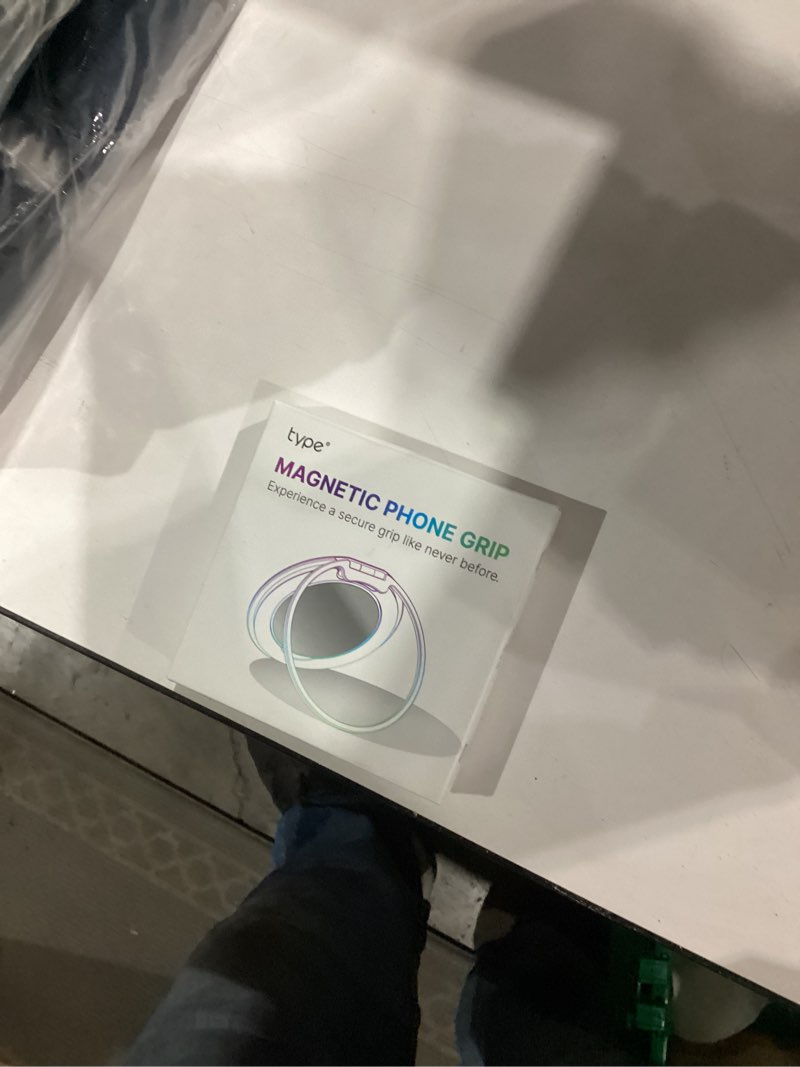 type®
MAGNETIC PHONE GRIP
Experience a secure grip like never before.